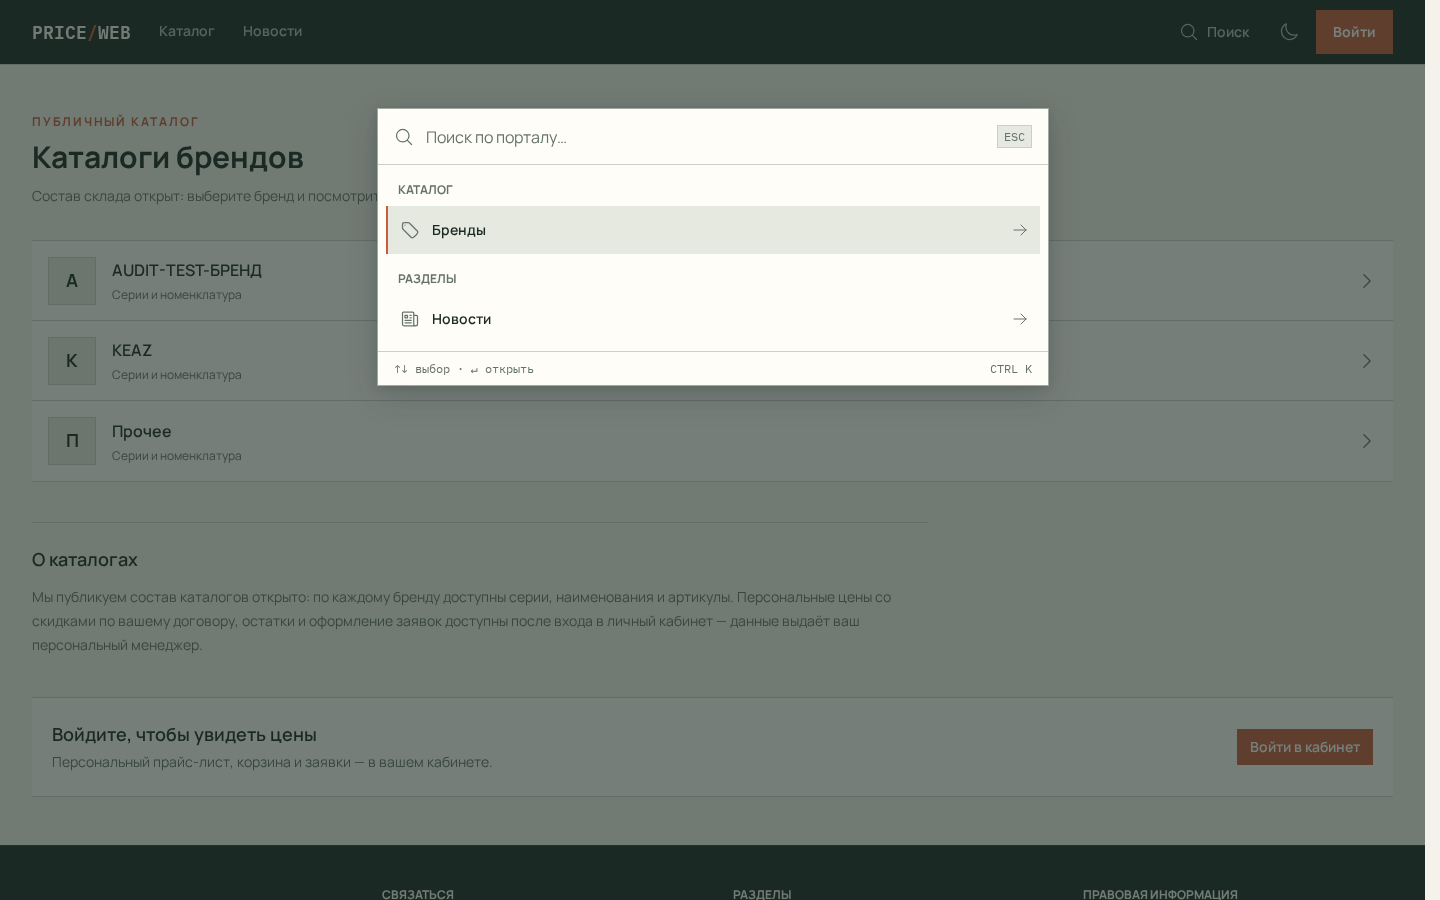 PRICE/WEB Каталог Новости Поиск Войти
ПУБЛИЧНЫЙ КАТАЛОГ
Каталоги брендов
Состав склада открыт: выберите бренд и посмотрит
Поиск по порталу... ESC
КАТАЛОГ
Бренды
РАЗДЕЛЫ
Новости
↑↓ выбор · ↵ открыть CTRL K
A AUDIT-TEST-БРЕНД
Серии и номенклатура
K KEAZ
Серии и номенклатура
П Прочее
Серии и номенклатура
О каталогах
Мы публикуем состав каталогов открыто: по каждому бренду доступны серии, наименования и артикулы. Персональные цены со
скидками по вашему договору, остатки и оформление заявок доступны после входа в личный кабинет — данные выдаёт ваш
персональный менеджер.
Войдите, чтобы увидеть цены
Персональный прайс-лист, корзина и заявки — в вашем кабинете.
Войти в кабинет
СВЯЗАТЬСЯ РАЗДЕЛЫ ПРАВОВАЯ ИНФОРМАЦИЯ